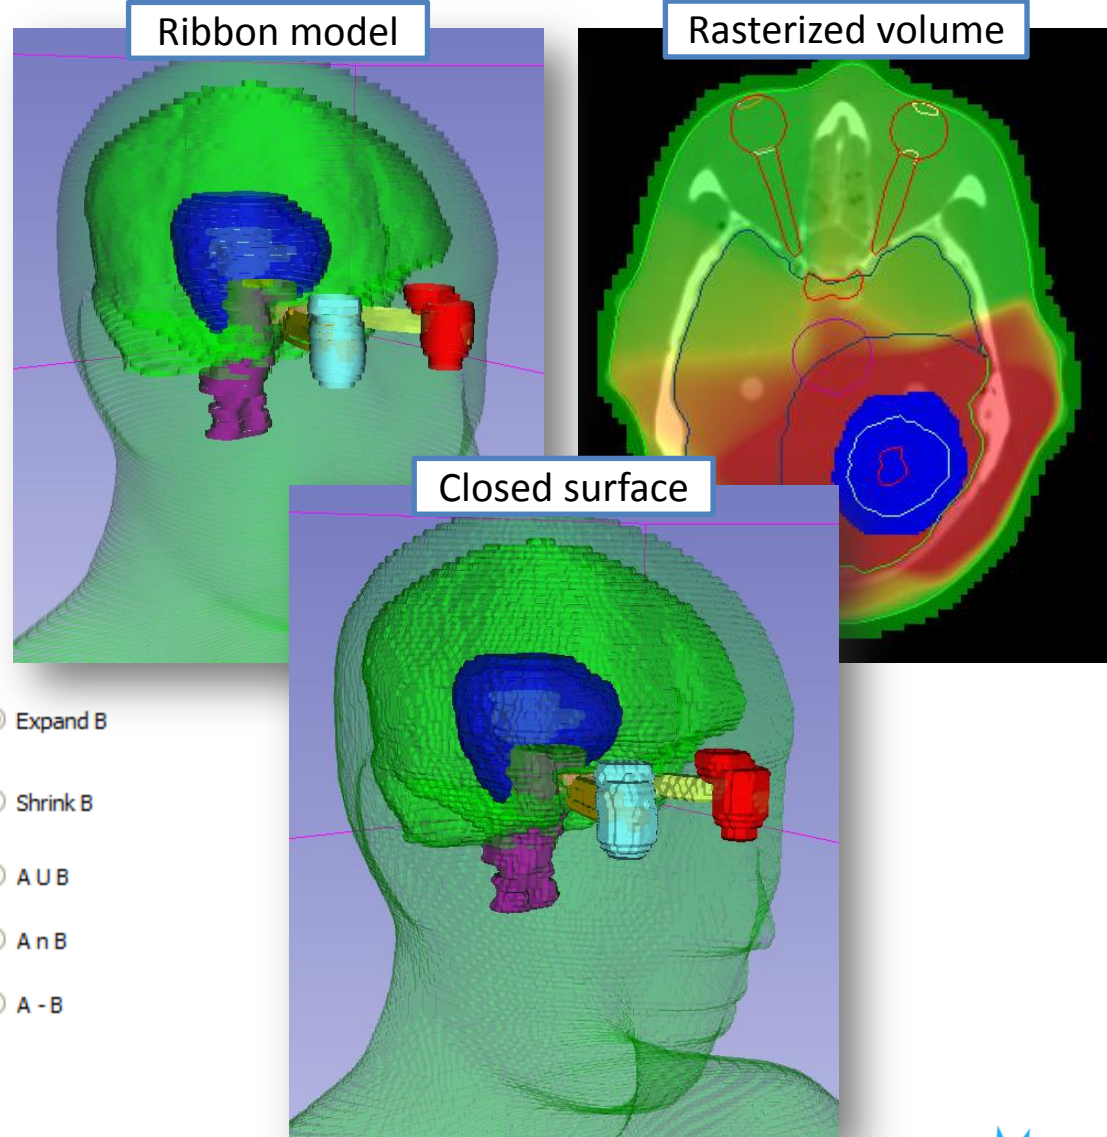 Ribbon model
Rasterized volume
Closed surface
Expand B
Shrink B
A U B
A n B
A - B